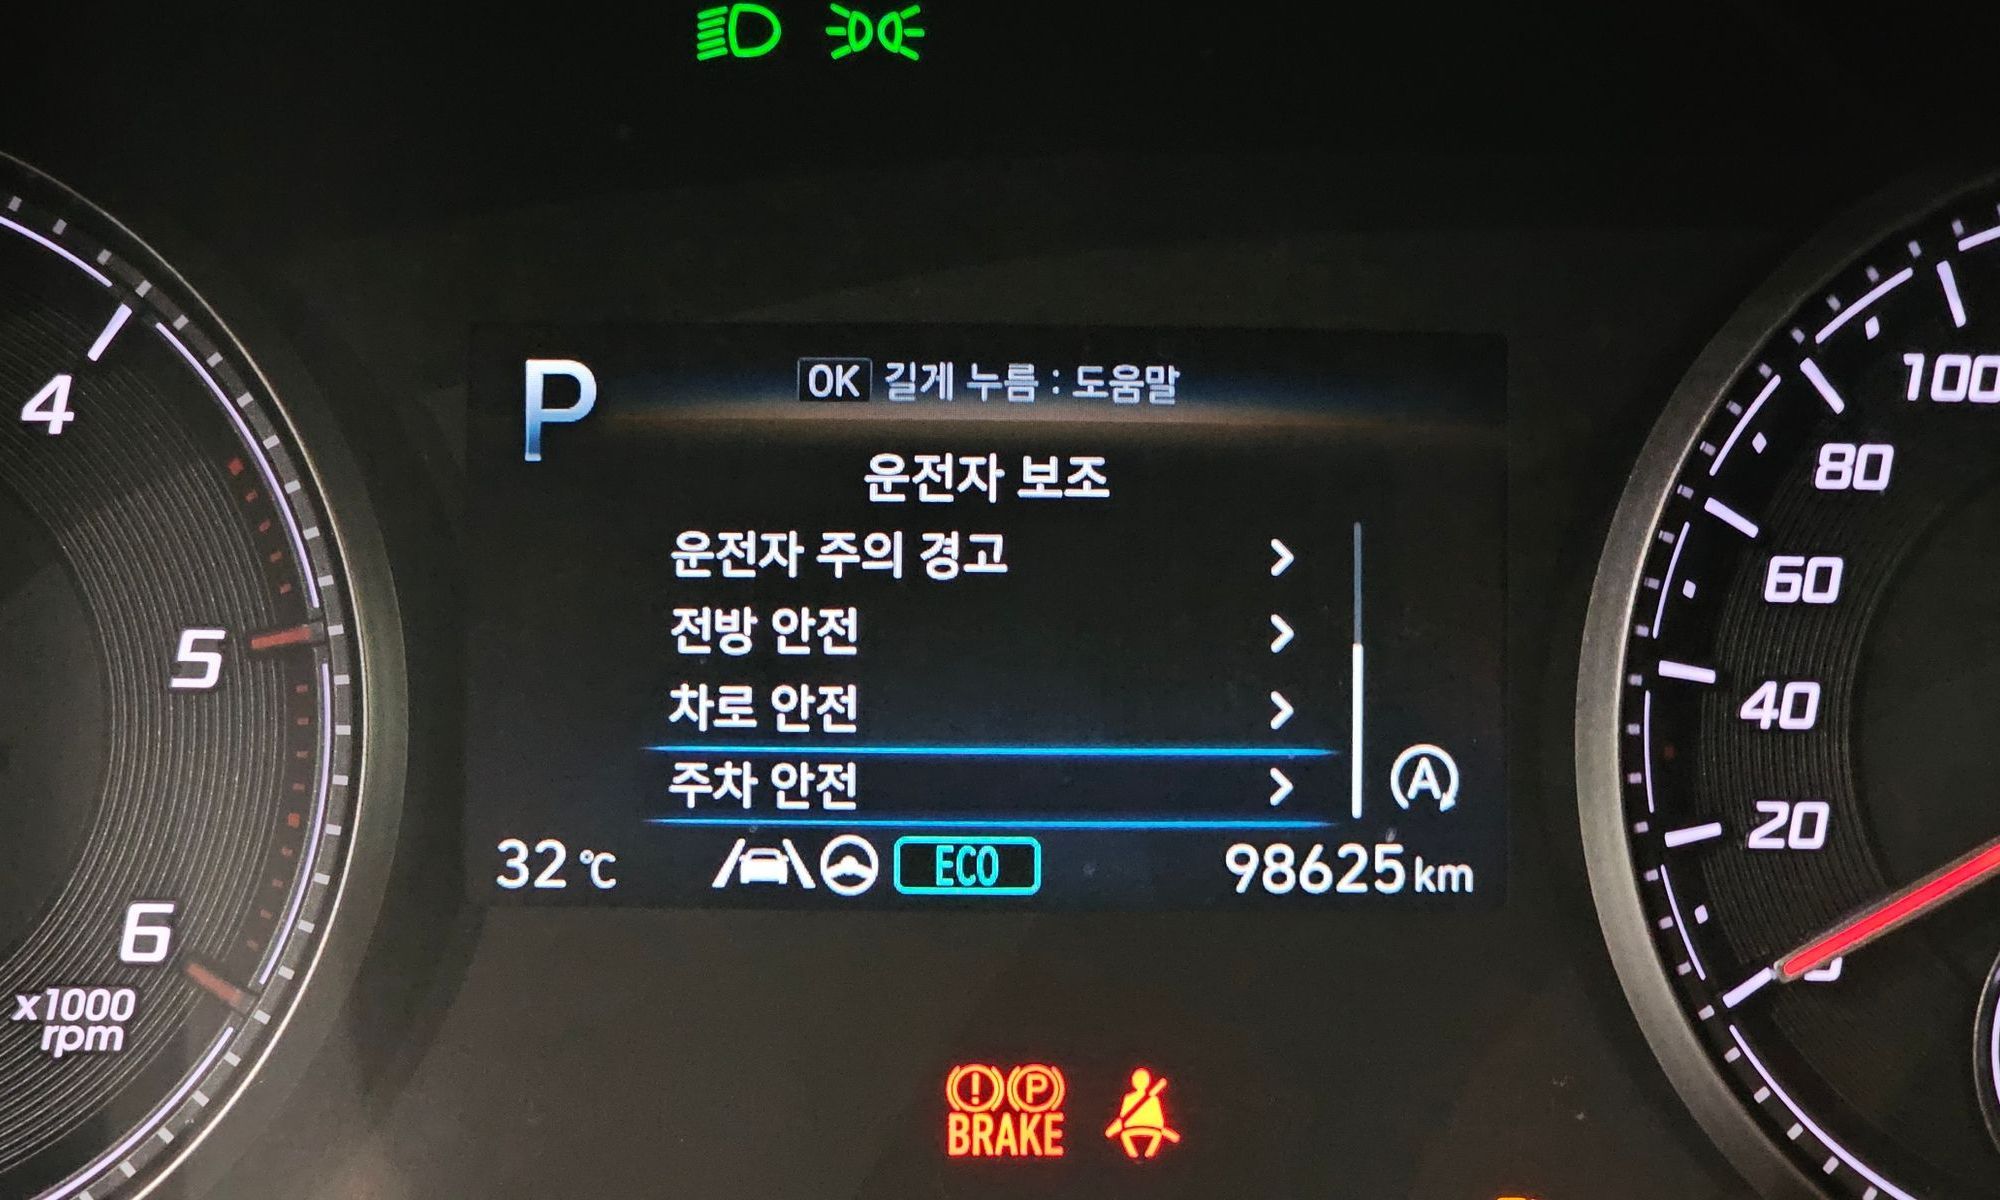 P
OK 길게 누름 : 도움말
운전자 보조
운전자 주의 경고
전방 안전
차로 안전
주차 안전
A
32 ℃
ECO
98625 km
4
5
6
x1000
rpm
100
80
60
40
20
P
BRAKE